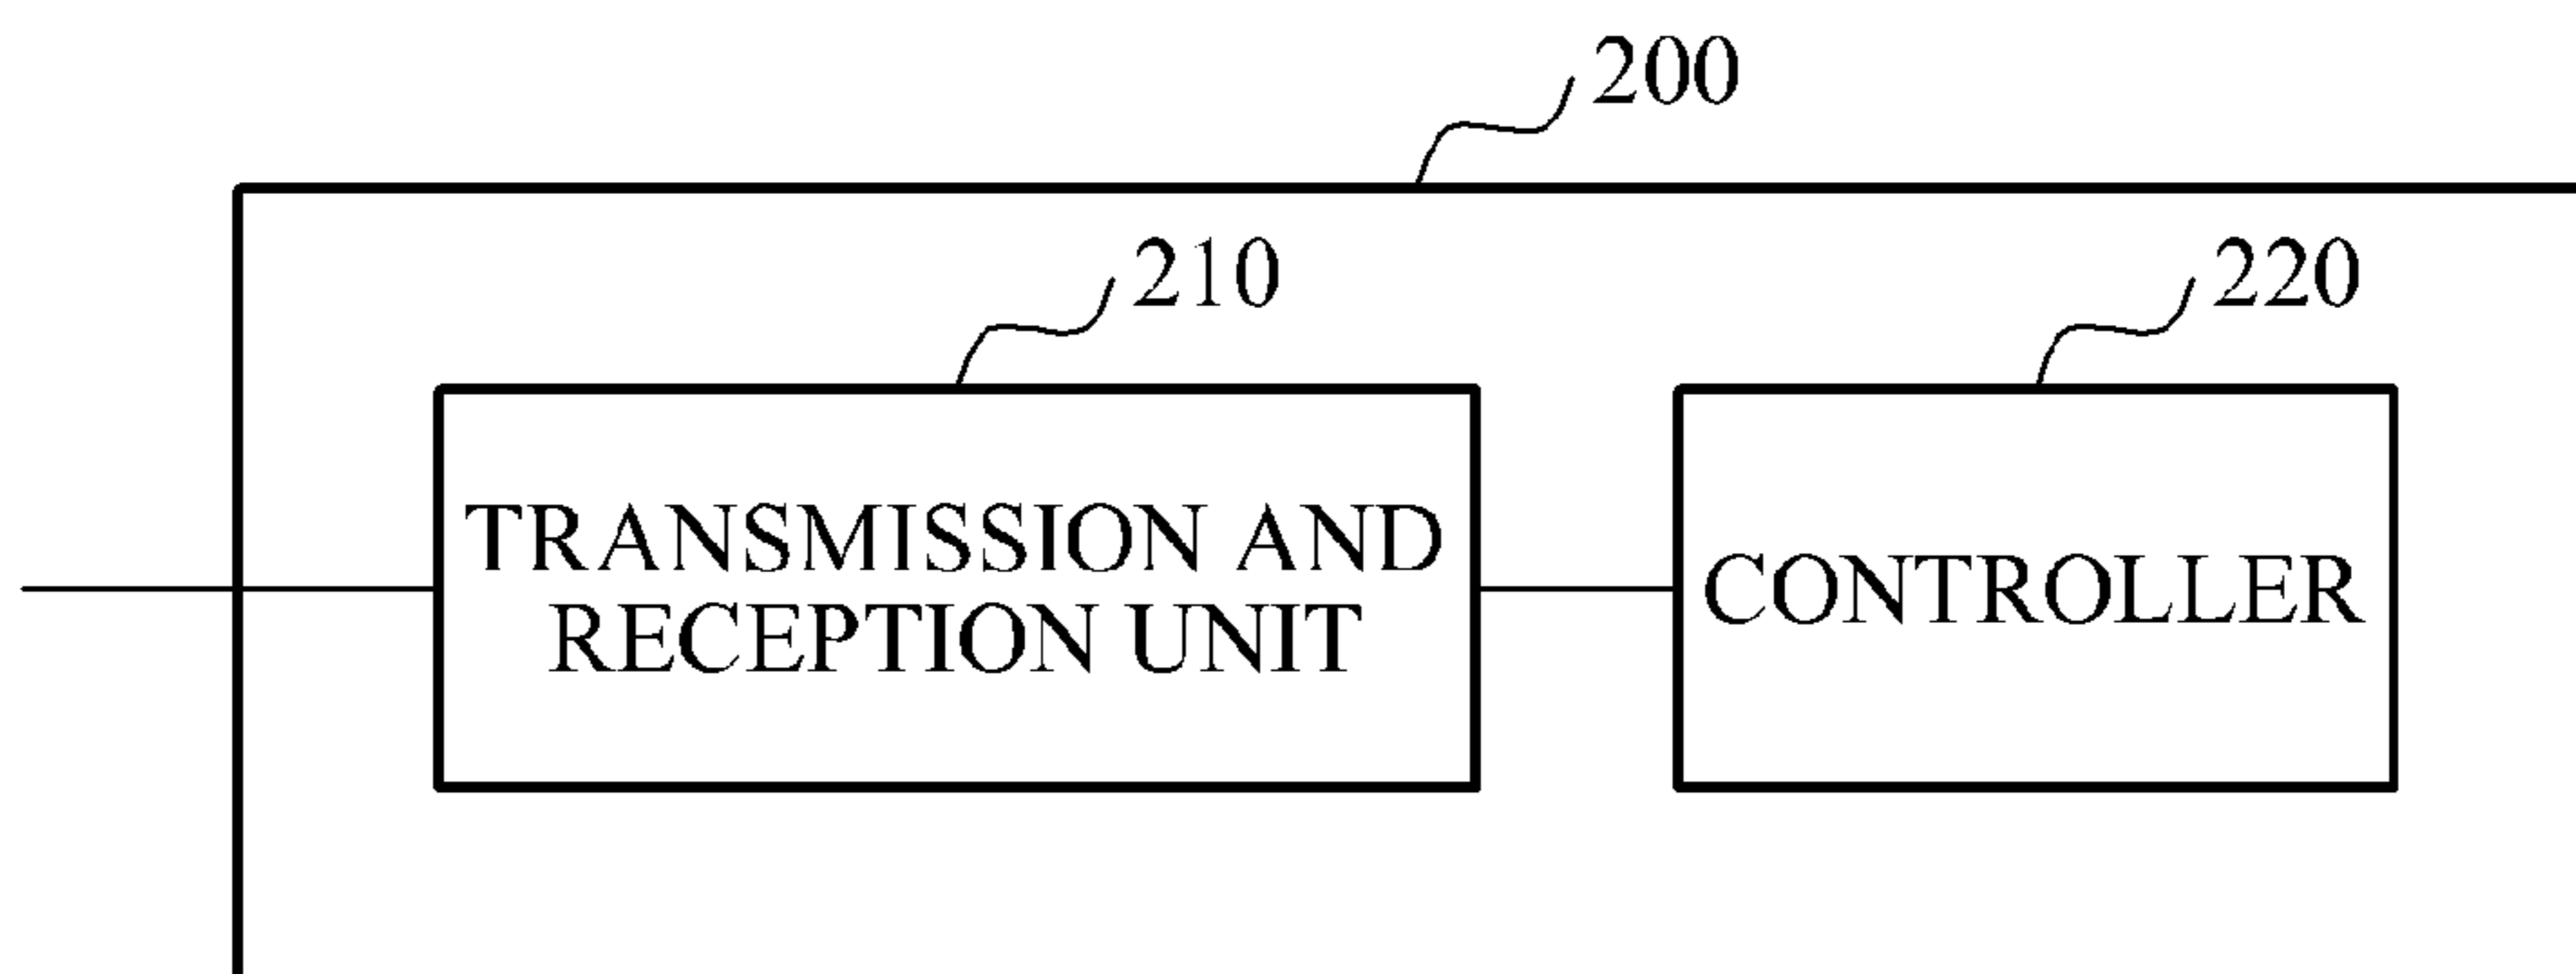 200
210
220
TRANSMISSION AND
RECEPTION UNIT
CONTROLLER